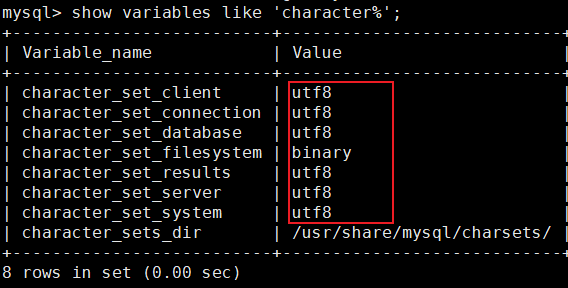 mysql> show variables like 'character%';
+--------------------------+----------------------------+
| Variable_name | Value |
+--------------------------+----------------------------+
| character_set_client | utf8 |
| character_set_connection | utf8 |
| character_set_database | utf8 |
| character_set_filesystem | binary |
| character_set_results | utf8 |
| character_set_server | utf8 |
| character_set_system | utf8 |
| character_sets_dir | /usr/share/mysql/charsets/ |
+--------------------------+----------------------------+
8 rows in set (0.00 sec)